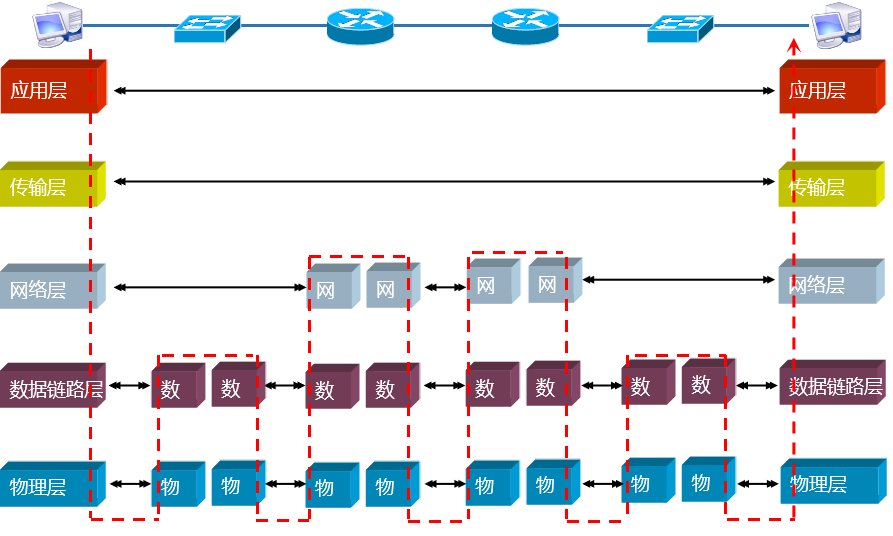 应用层 应用层
传输层 传输层
网络层 网 网 网 网 网络层
数据链路层 数 数 数 数 数 数 数 数 数据链路层
物理层 物 物 物 物 物 物 物 物 物理层